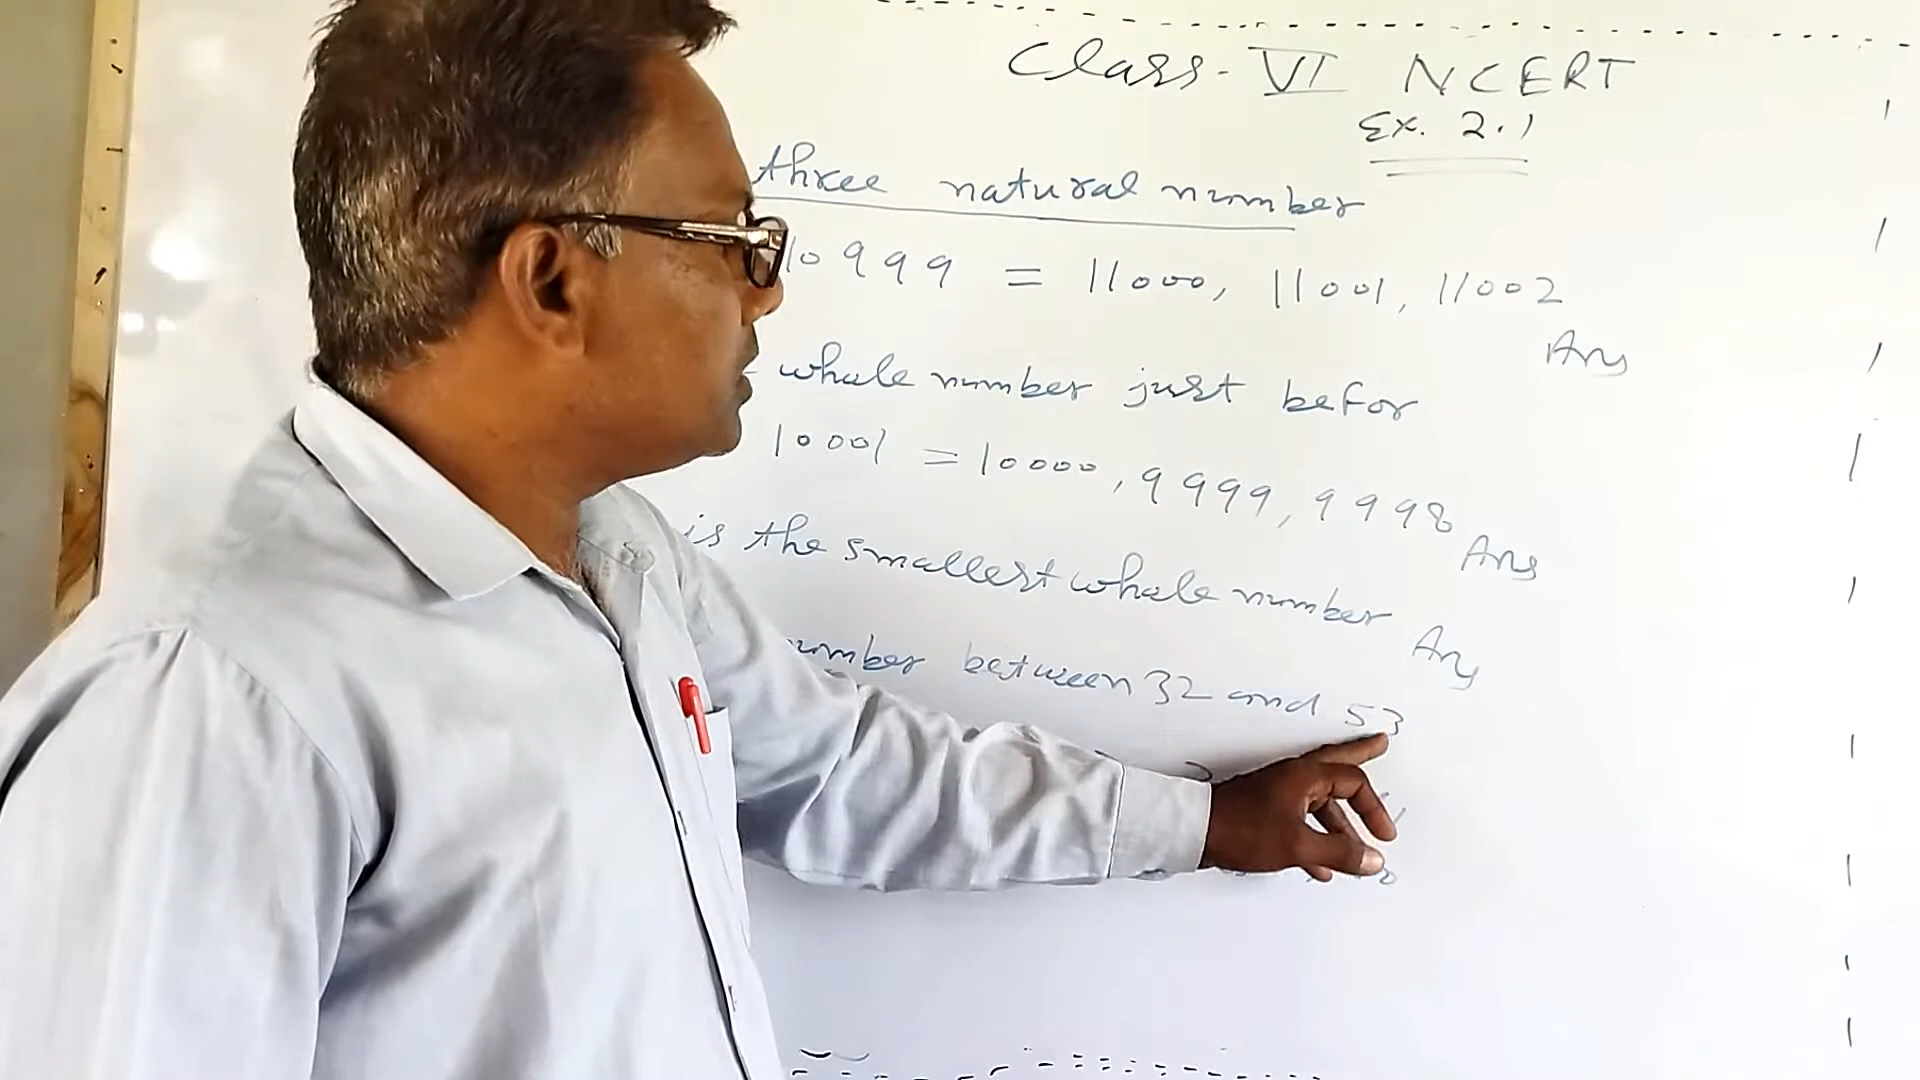 Class - VI NCERT
Ex. 2.1
three natural number
10999 = 11000, 11001, 11002
Ans
whole number just befor
10001 = 10000, 9999, 9998
Ans
is the smallest whole number
Ans
number between 32 and 53